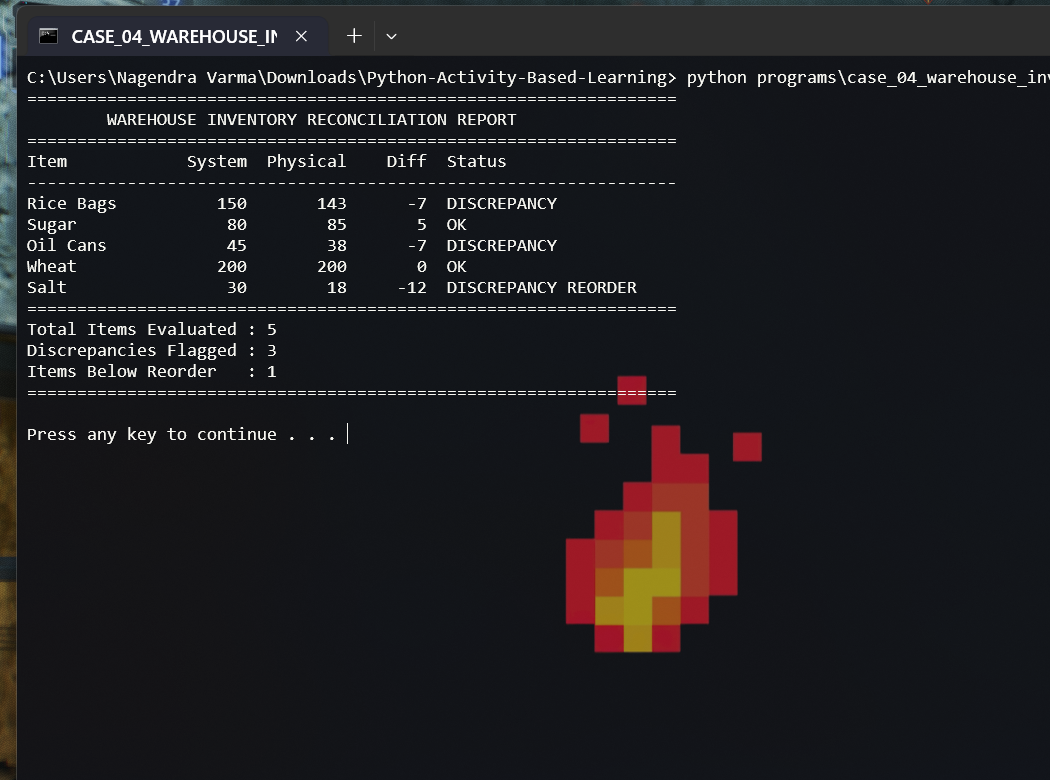 CASE_04_WAREHOUSE_IN
C:\Users\Nagendra Varma\Downloads\Python-Activity-Based-Learning> python programs\case_04_warehouse_inv
=================================================================
        WAREHOUSE INVENTORY RECONCILIATION REPORT
=================================================================
Item            System  Physical    Diff  Status
-----------------------------------------------------------------
Rice Bags          150       143      -7  DISCREPANCY
Sugar               80        85       5  OK
Oil Cans            45        38      -7  DISCREPANCY
Wheat              200       200       0  OK
Salt                30        18     -12  DISCREPANCY REORDER
=================================================================
Total Items Evaluated : 5
Discrepancies Flagged : 3
Items Below Reorder   : 1
=================================================================
Press any key to continue . . .